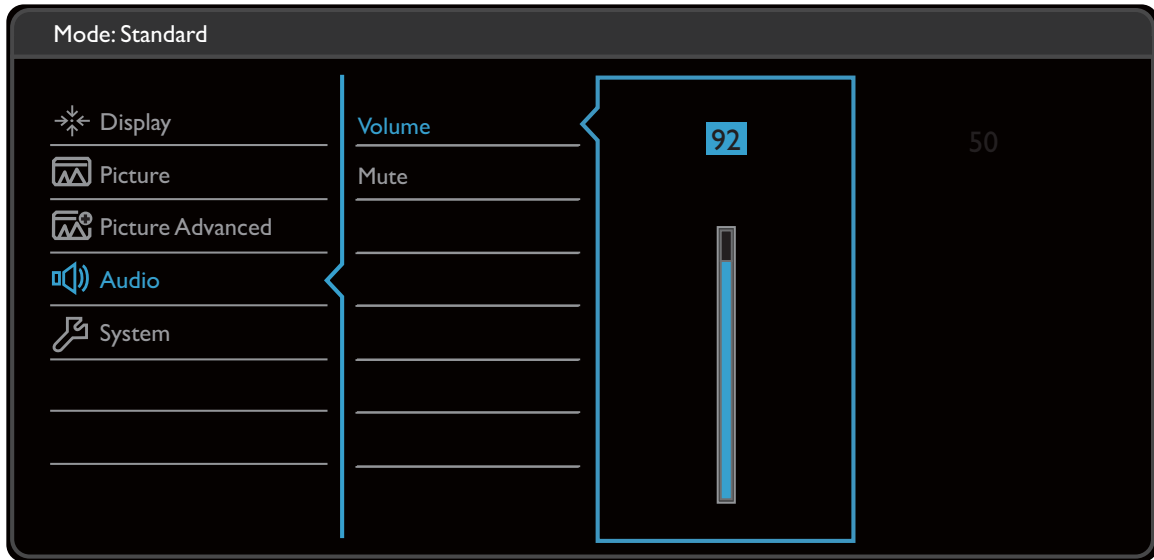 Mode: Standard
Display
Picture
Picture Advanced
Audio
System
Volume
Mute
92
50